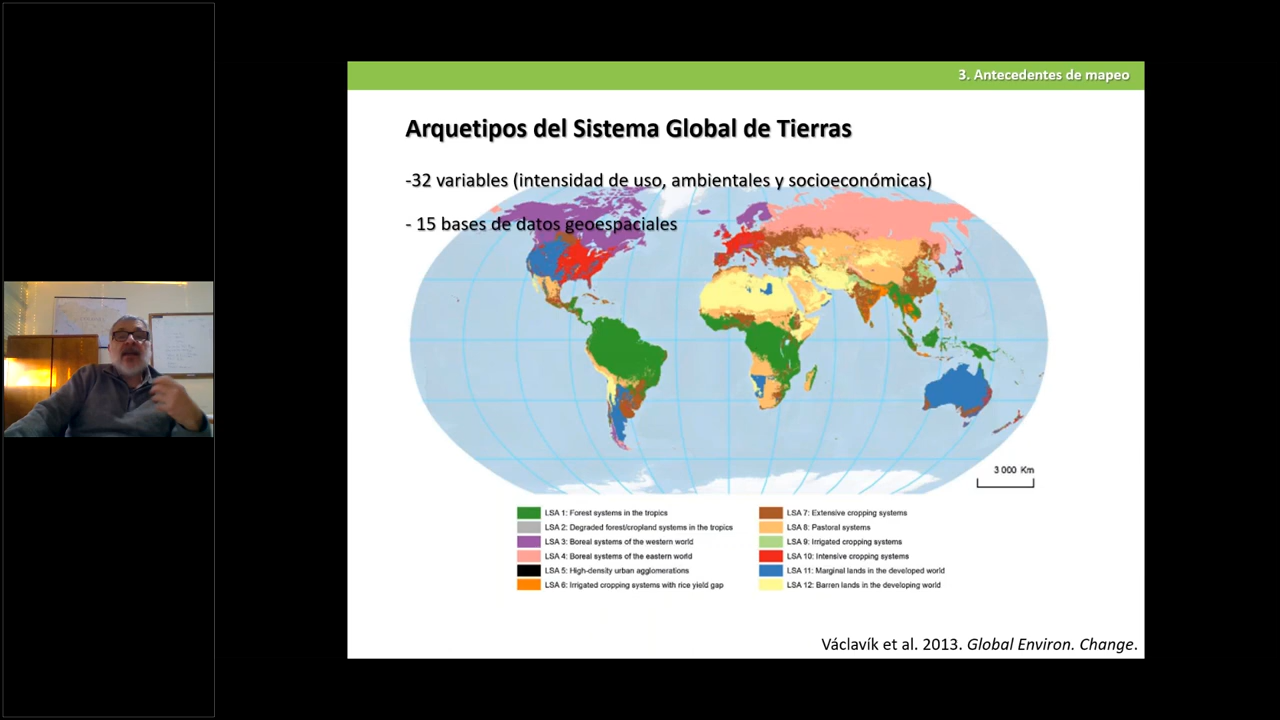 3. Antecedentes de mapeo
Arquetipos del Sistema Global de Tierras
-32 variables (intensidad de uso, ambientales y socioeconómicas)
- 15 bases de datos geoespaciales
3 000 Km
LSA 1: Forest systems in the tropics
LSA 2: Degraded forest/cropland systems in the tropics
LSA 3: Boreal systems of the western world
LSA 4: Boreal systems of the eastern world
LSA 5: High-density urban agglomerations
LSA 6: Irrigated cropping systems with rice yield gap
LSA 7: Extensive cropping systems
LSA 8: Pastoral systems
LSA 9: Irrigated cropping systems
LSA 10: Intensive cropping systems
LSA 11: Marginal lands in the developed world
LSA 12: Barren lands in the developing world
Václavík et al. 2013. Global Environ. Change.